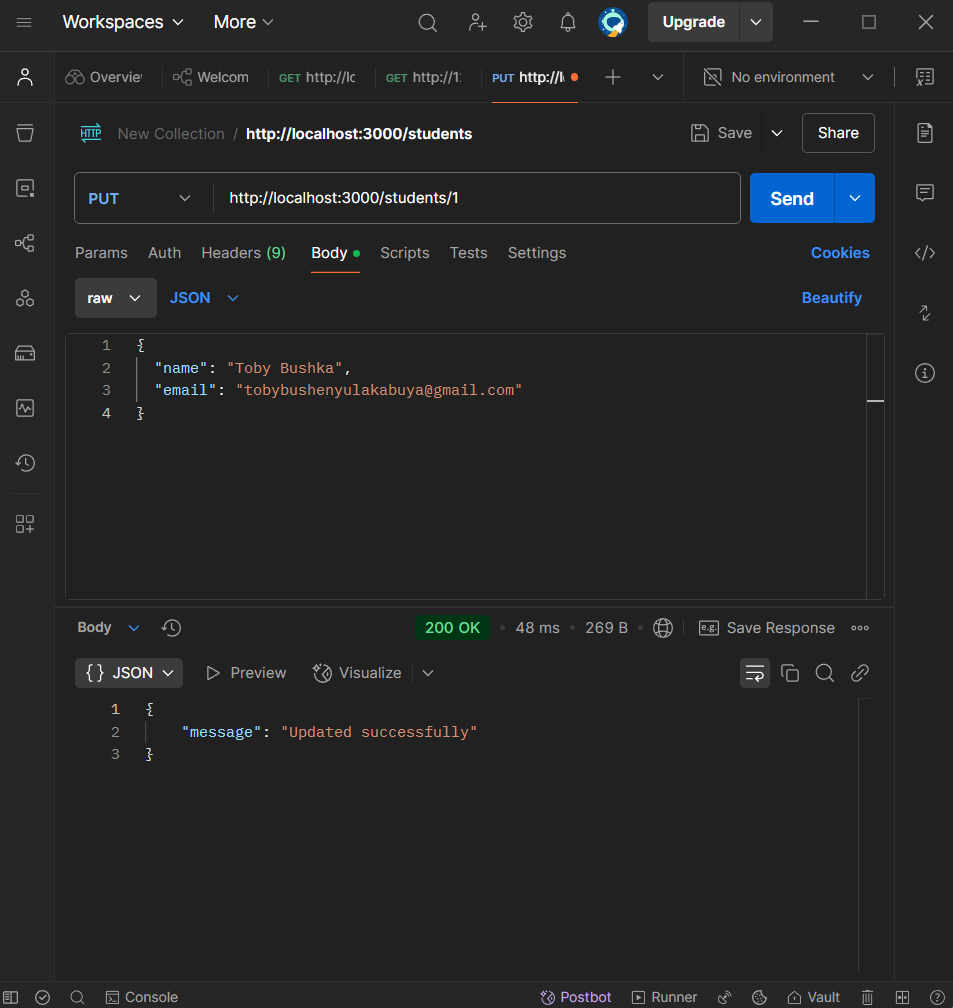 Workspaces More Upgrade
Overvie Welcom GET http://lc GET http://1: PUT http://l No environment
HTTP New Collection / http://localhost:3000/students Save Share
PUT http://localhost:3000/students/1 Send
Params Auth Headers (9) Body Scripts Tests Settings Cookies
raw JSON Beautify
1 {
2 "name": "Toby Bushka",
3 "email": "tobybushenyulakabuya@gmail.com"
4 }
Body 200 OK • 48 ms • 269 B • e.g. Save Response
{} JSON Preview Visualize
1 {
2 "message": "Updated successfully"
3 }
Console Postbot Runner Vault